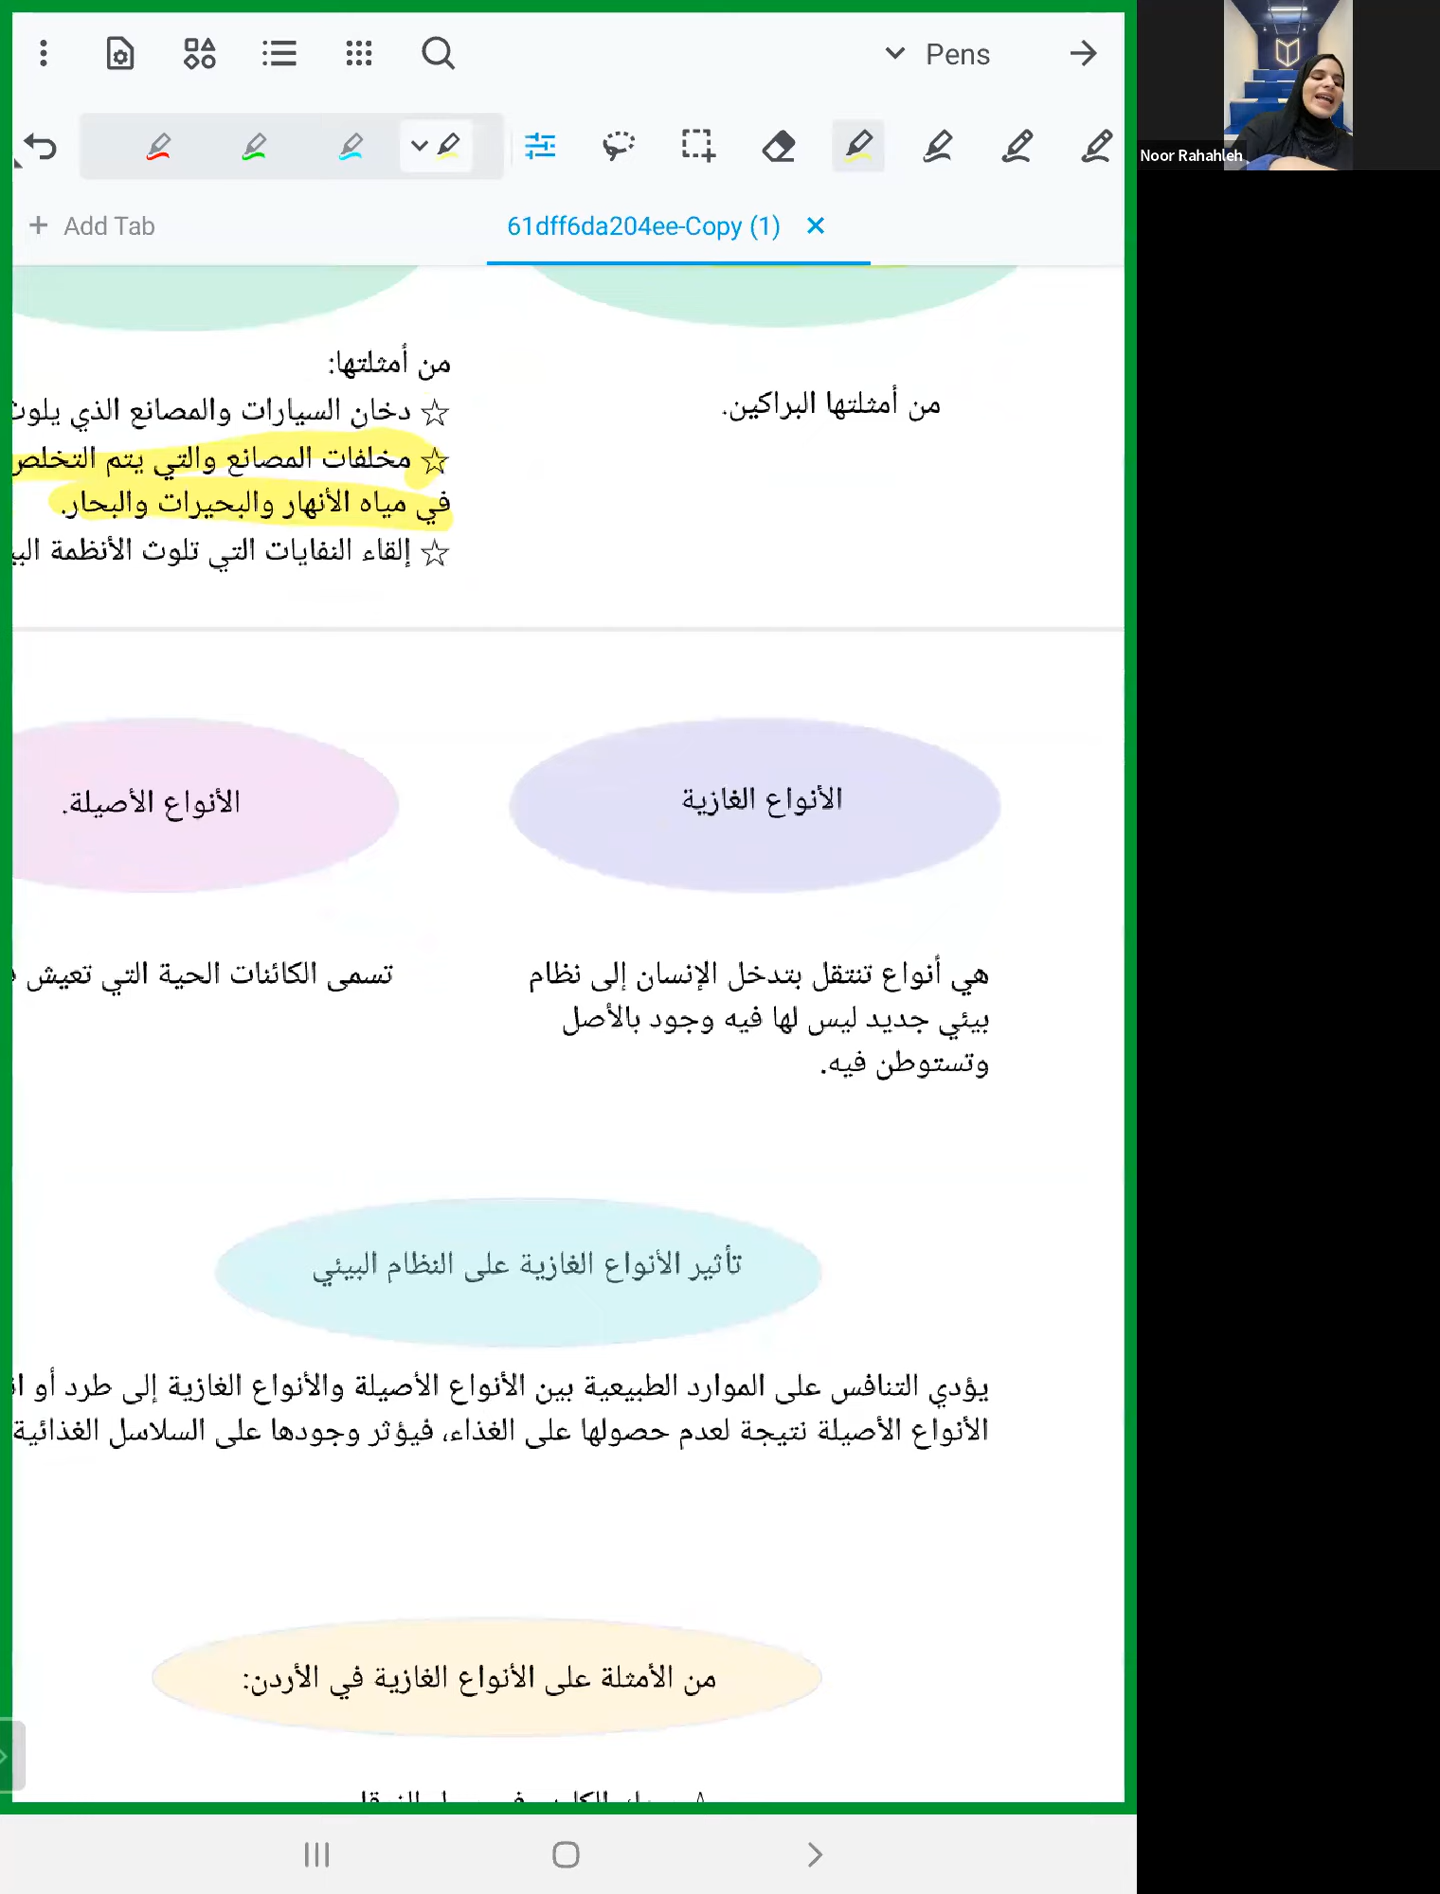 Pens
Noor Rahahleh
Add Tab
61dff6da204ee-Copy (1)
من أمثلتها البراكين.
من أمثلتها:
☆ دخان السيارات والمصانع الذي يلوث
☆ مخلفات المصانع والتي يتم التخلص
في مياه الأنهار والبحيرات والبحار.
☆ إلقاء النفايات التي تلوث الأنظمة
الأنواع الغازية
هي أنواع تنتقل بتدخل الإنسان إلى نظام
بيئي جديد ليس لها فيه وجود بالأصل
وتستوطن فيه.
الأنواع الأصيلة.
تسمى الكائنات الحية التي تعيش
تأثير الأنواع الغازية على النظام البيئي
يؤدي التنافس على الموارد الطبيعية بين الأنواع الأصيلة والأنواع الغازية إلى طرد أو
الأنواع الأصيلة نتيجة لعدم حصولها على الغذاء، فيؤثر وجودها على السلاسل الغذائية
من الأمثلة على الأنواع الغازية في الأردن: